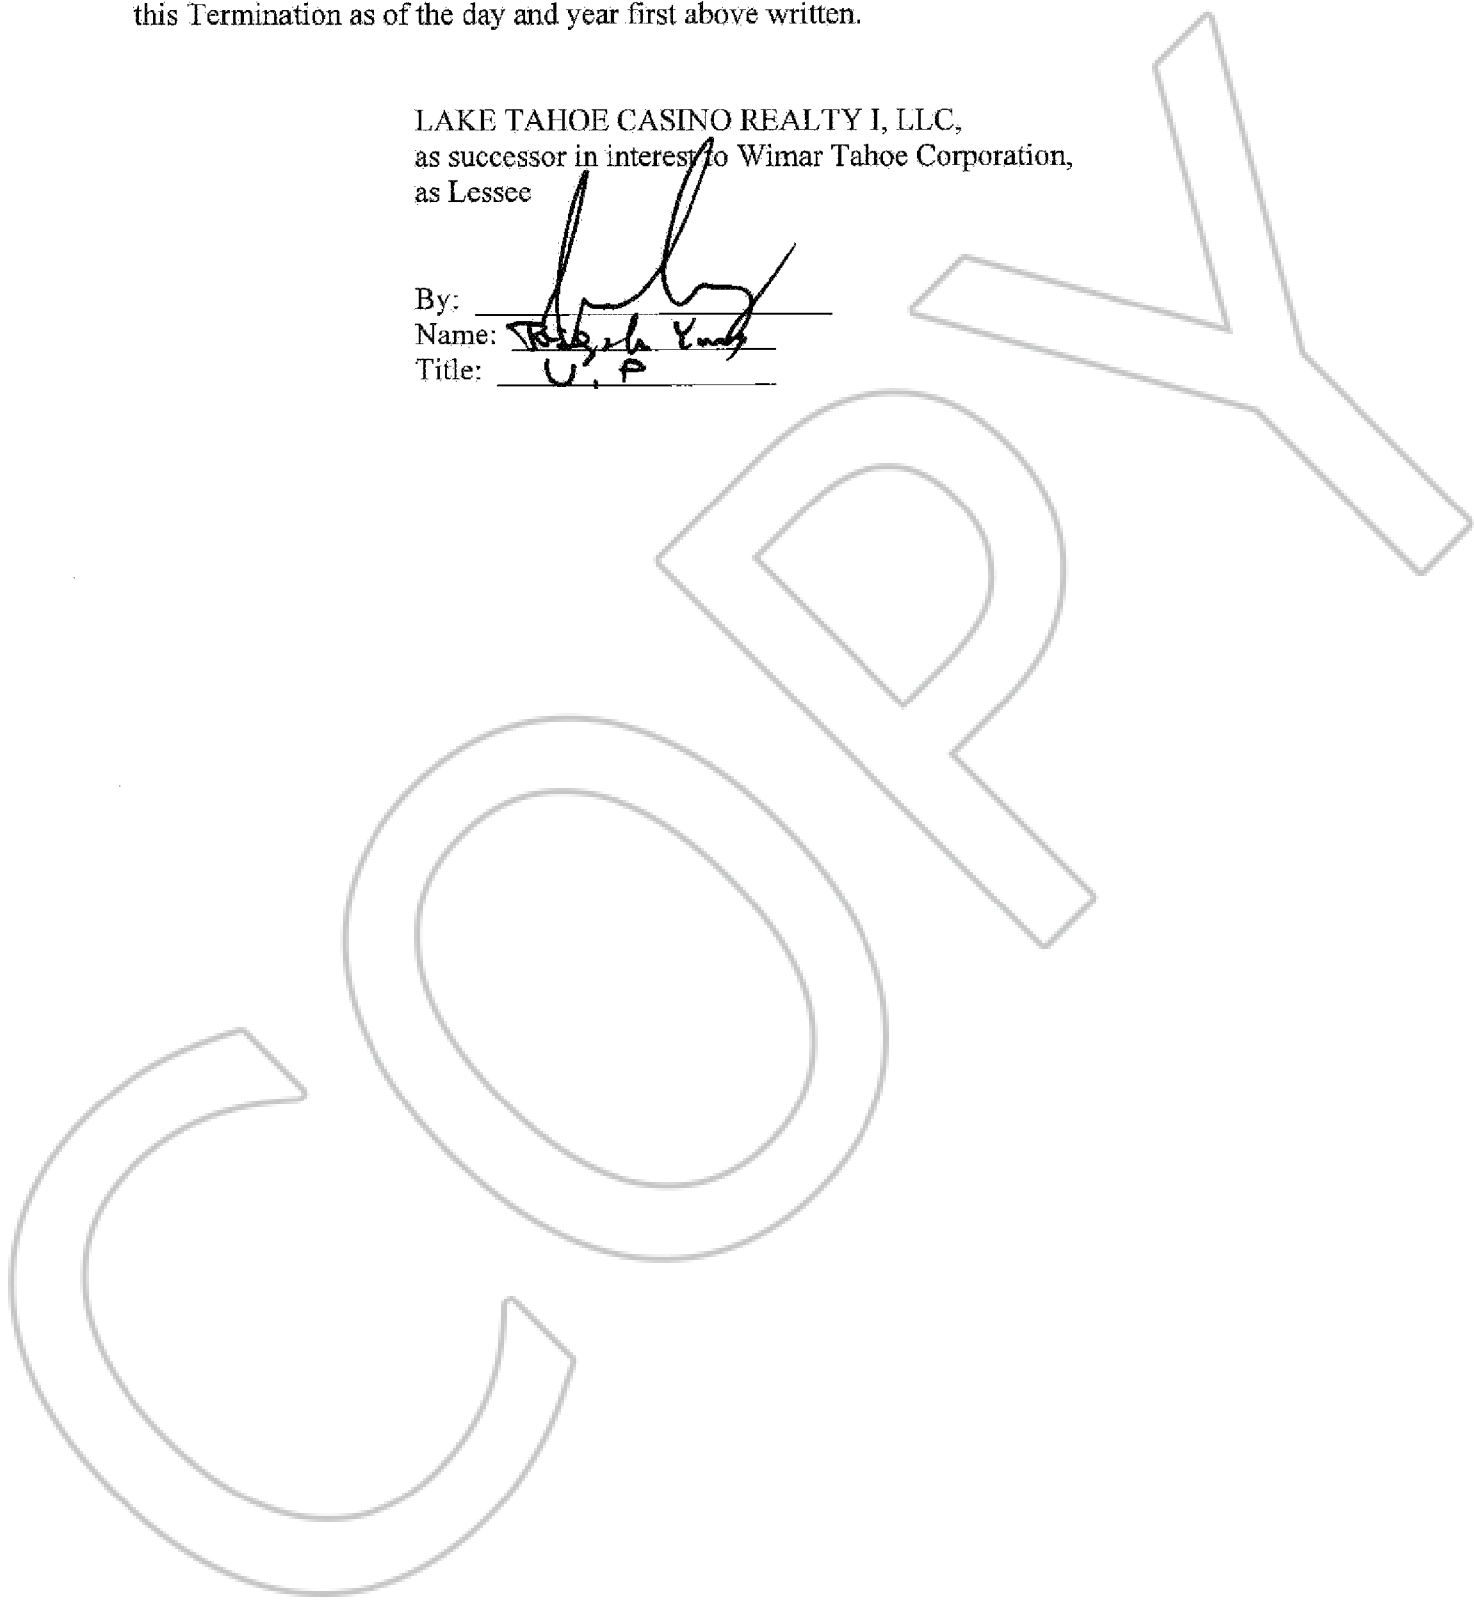 this Termination as of the day and year first above written.
LAKE TAHOE CASINO REALTY I, LLC,
as successor in interest to Wimar Tahoe Corporation,
as Lessee
By:
Name:
Title: V.P
COPY